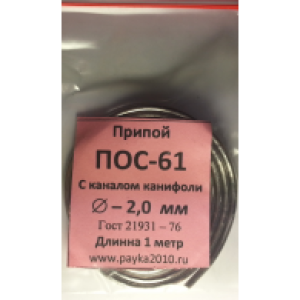 Припой
ПОС-61
С каналом канифоли
Ø – 2,0 мм
Гост 21931 – 76
Длинна 1 метр
www.payka2010.ru